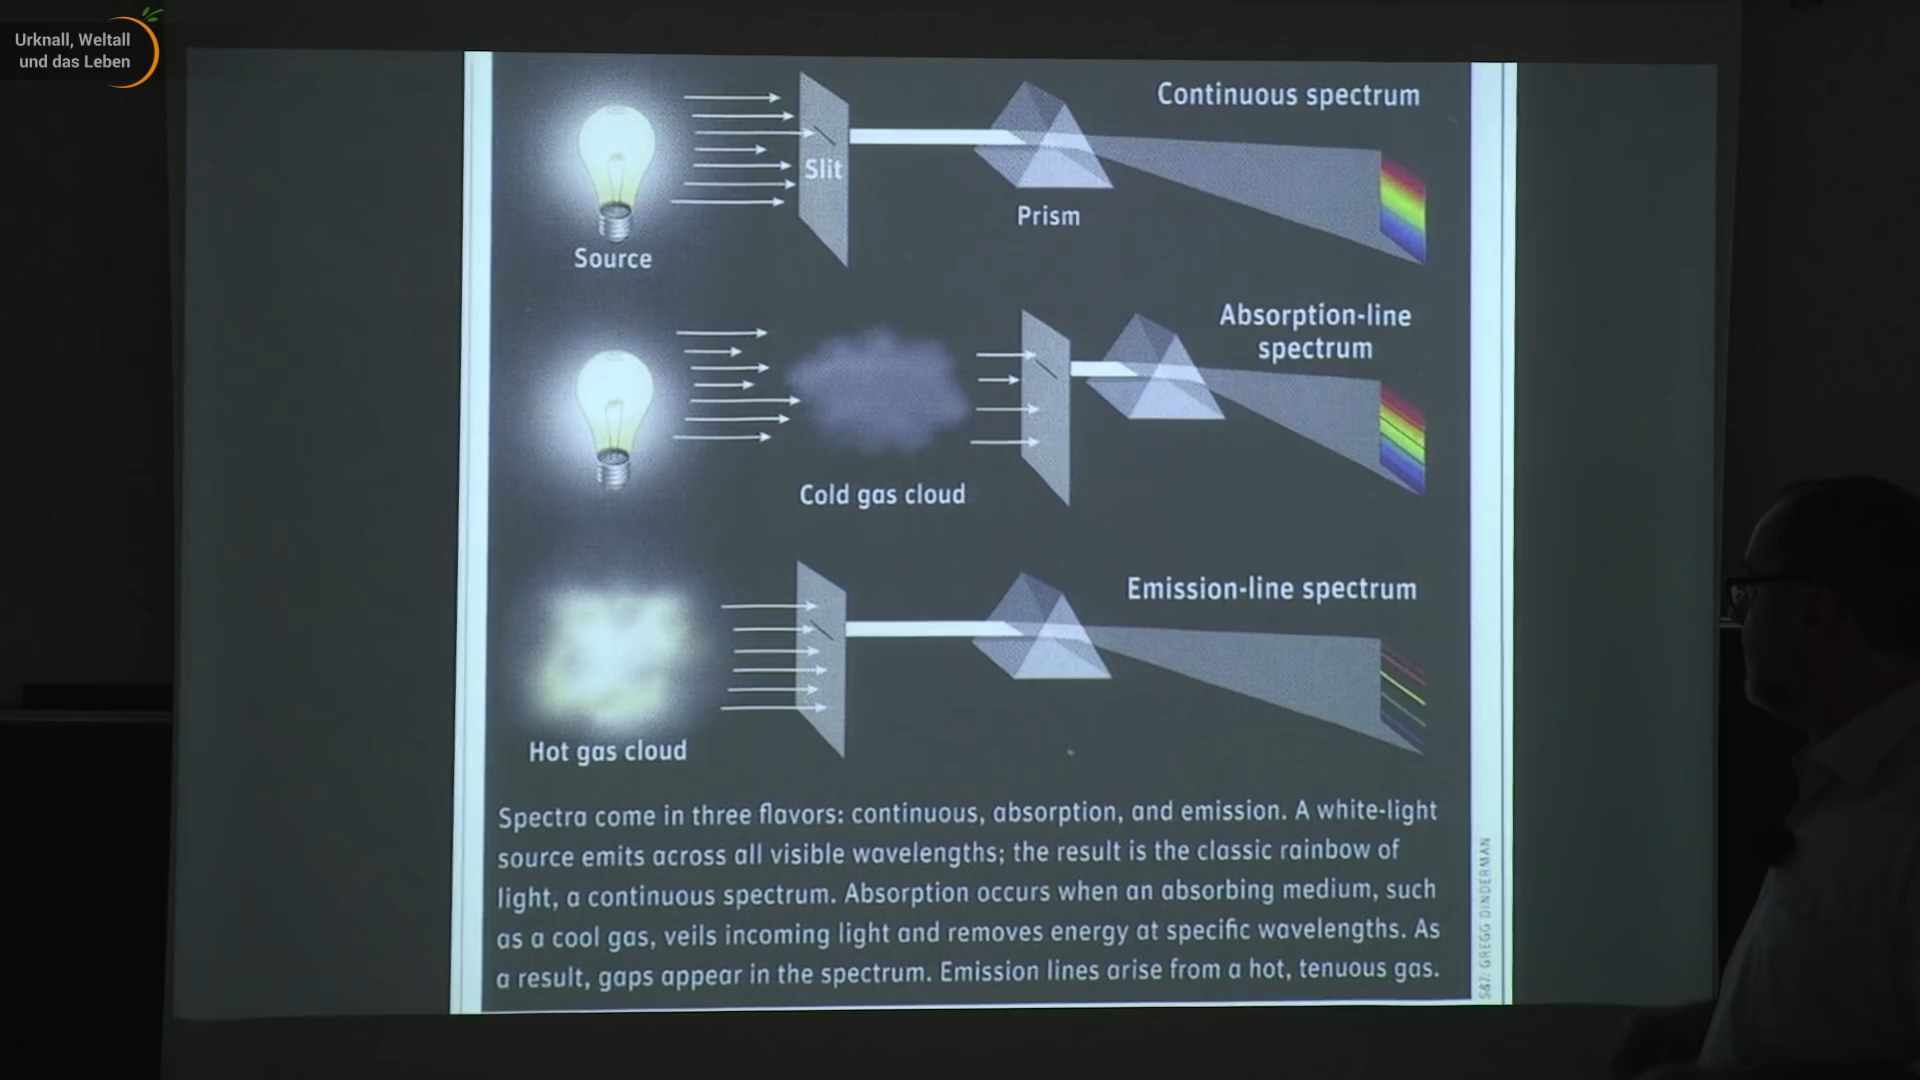 Urknall, Weltall
und das Leben
Continuous spectrum
Slit
Prism
Source
Absorption-line
spectrum
Cold gas cloud
Emission-line spectrum
Hot gas cloud
Spectra come in three flavors: continuous, absorption, and emission. A white-light
source emits across all visible wavelengths; the result is the classic rainbow of
light, a continuous spectrum. Absorption occurs when an absorbing medium, such
as a cool gas, veils incoming light and removes energy at specific wavelengths. As
a result, gaps appear in the spectrum. Emission lines arise from a hot, tenuous gas.
S&T: GREGG DINDERMAN